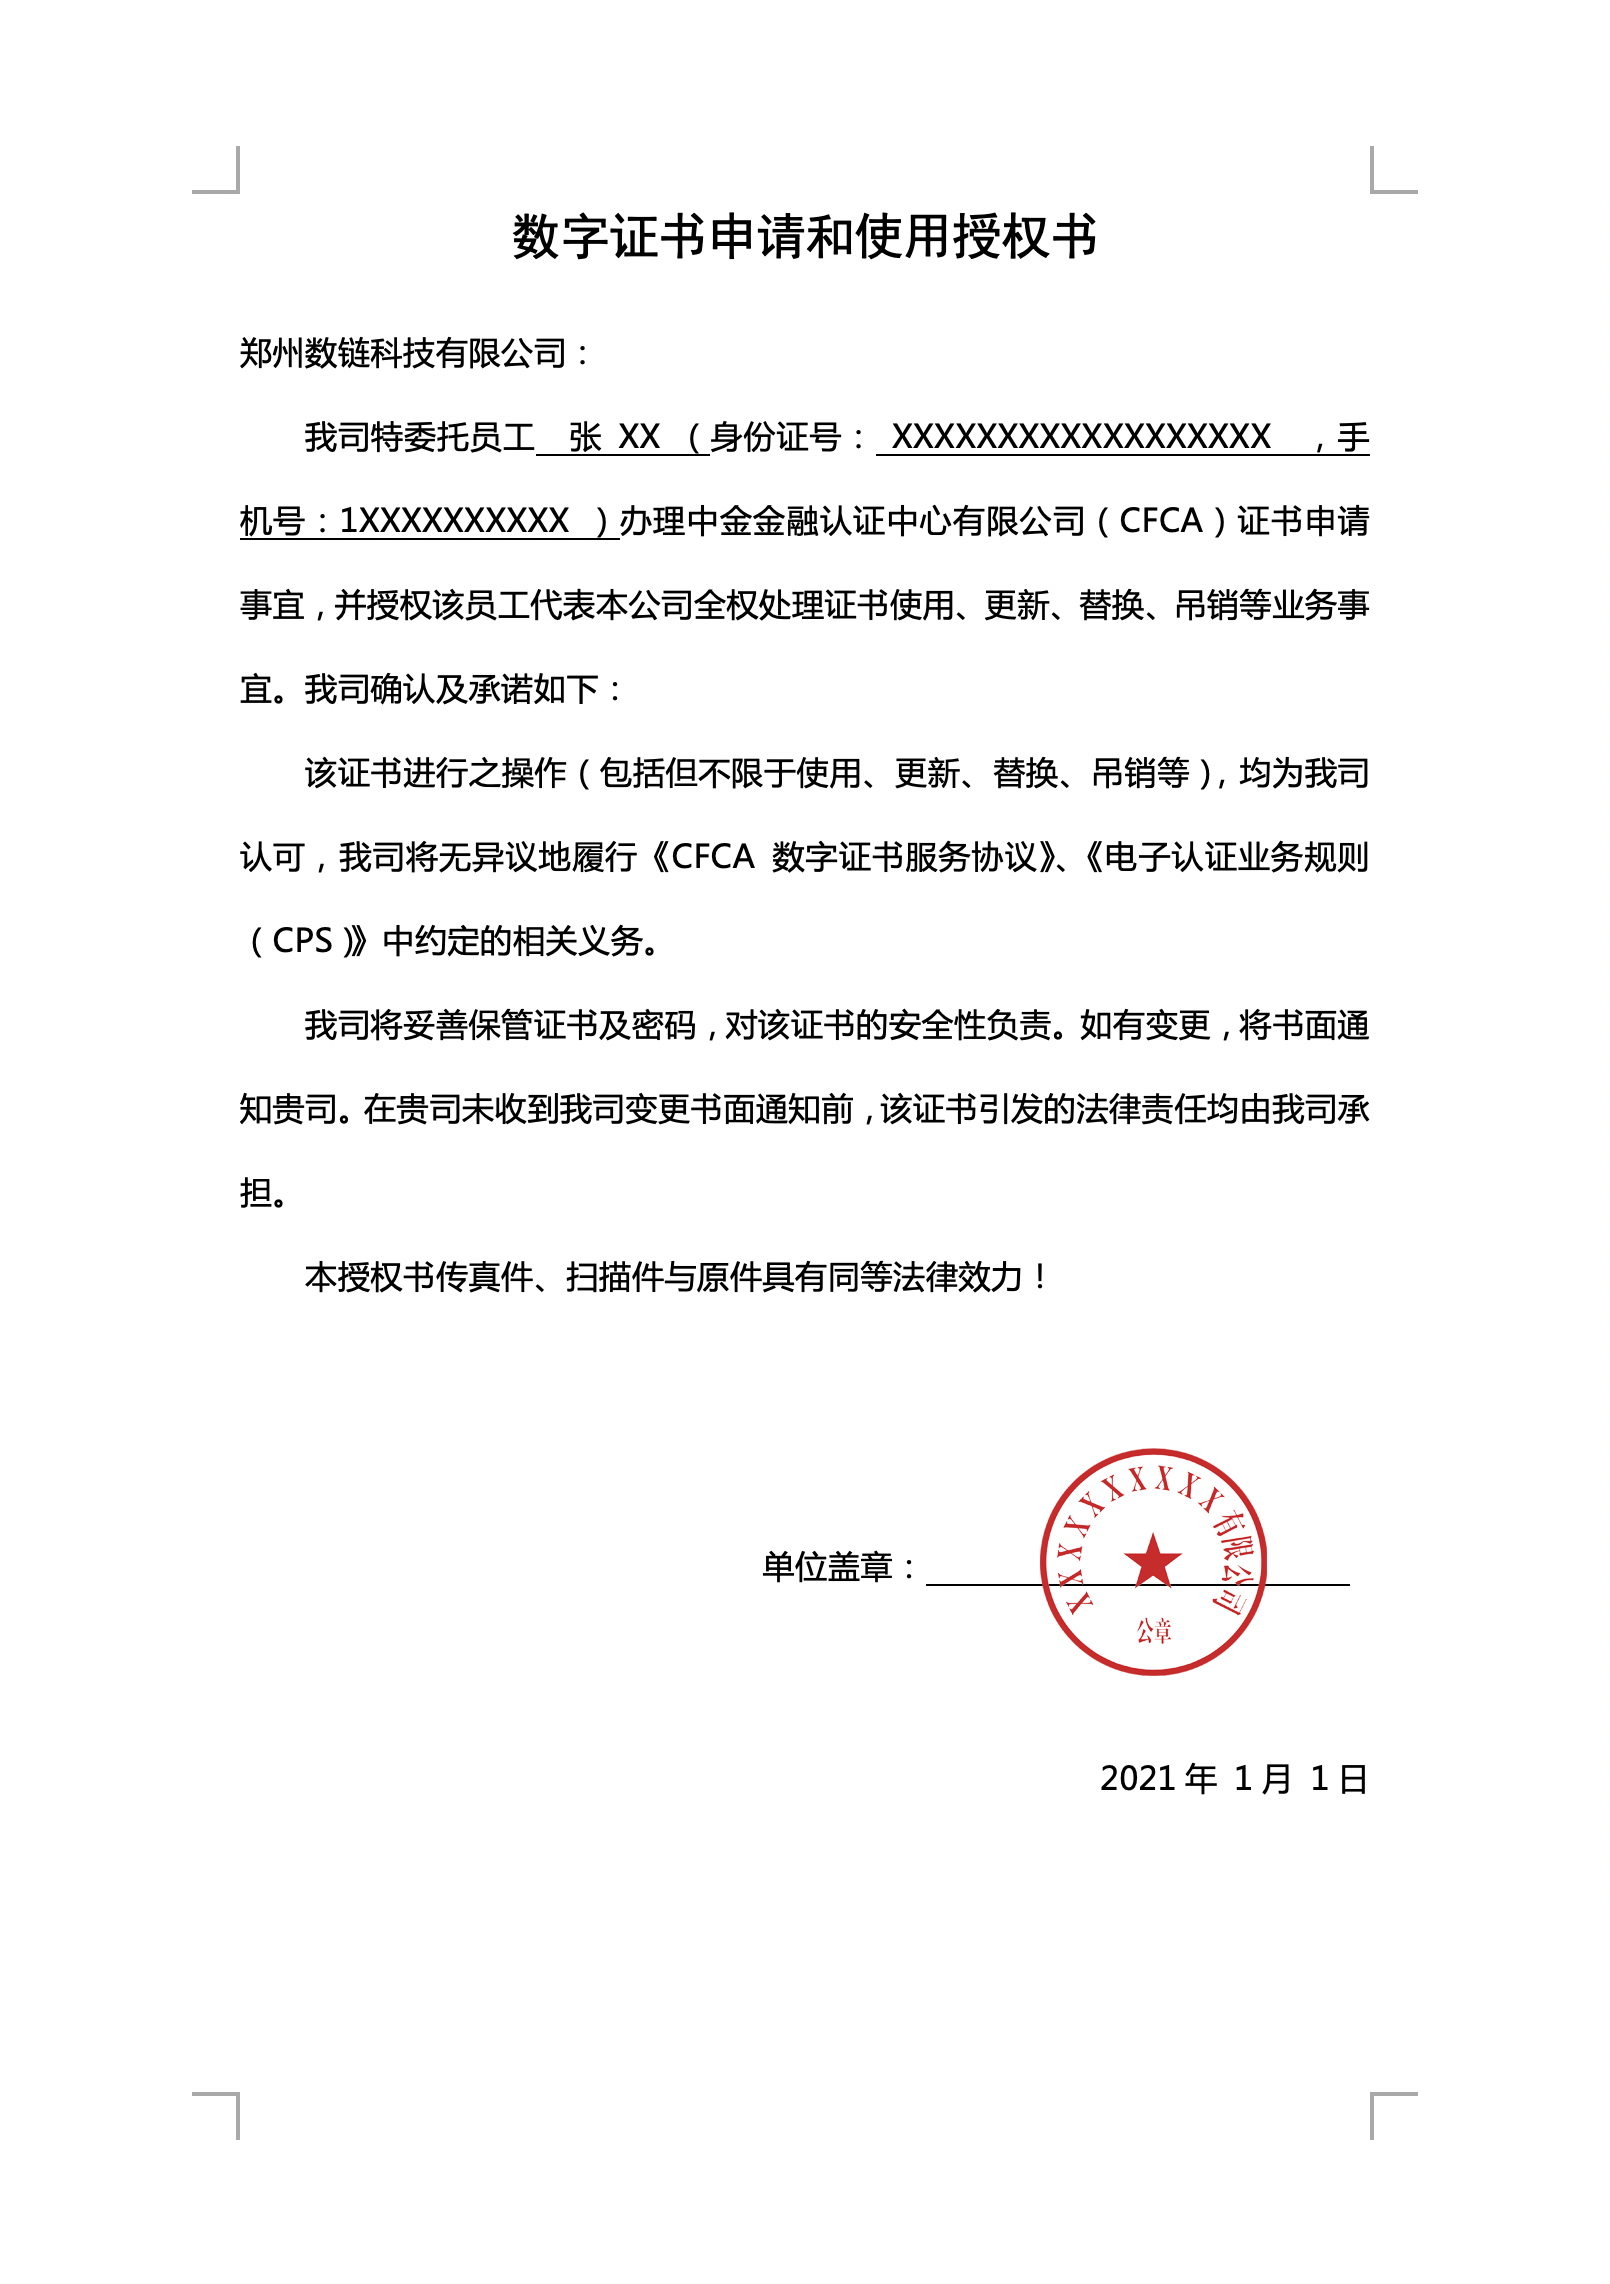 数字证书申请和使用授权书
郑州数链科技有限公司：
我司特委托员工 张 XX （身份证号： XXXXXXXXXXXXXXXXXX ，手
机号：1XXXXXXXXXX ）办理中金金融认证中心有限公司（CFCA）证书申请
事宜，并授权该员工代表本公司全权处理证书使用、更新、替换、吊销等业务事
宜。我司确认及承诺如下：
该证书进行之操作（包括但不限于使用、更新、替换、吊销等），均为我司
认可，我司将无异议地履行《CFCA 数字证书服务协议》、《电子认证业务规则
（CPS）》中约定的相关义务。
我司将妥善保管证书及密码，对该证书的安全性负责。如有变更，将书面通
知贵司。在贵司未收到我司变更书面通知前，该证书引发的法律责任均由我司承
担。
本授权书传真件、扫描件与原件具有同等法律效力！
XXXXXXXXXX有限公司
单位盖章：
公章
2021年 1月 1日